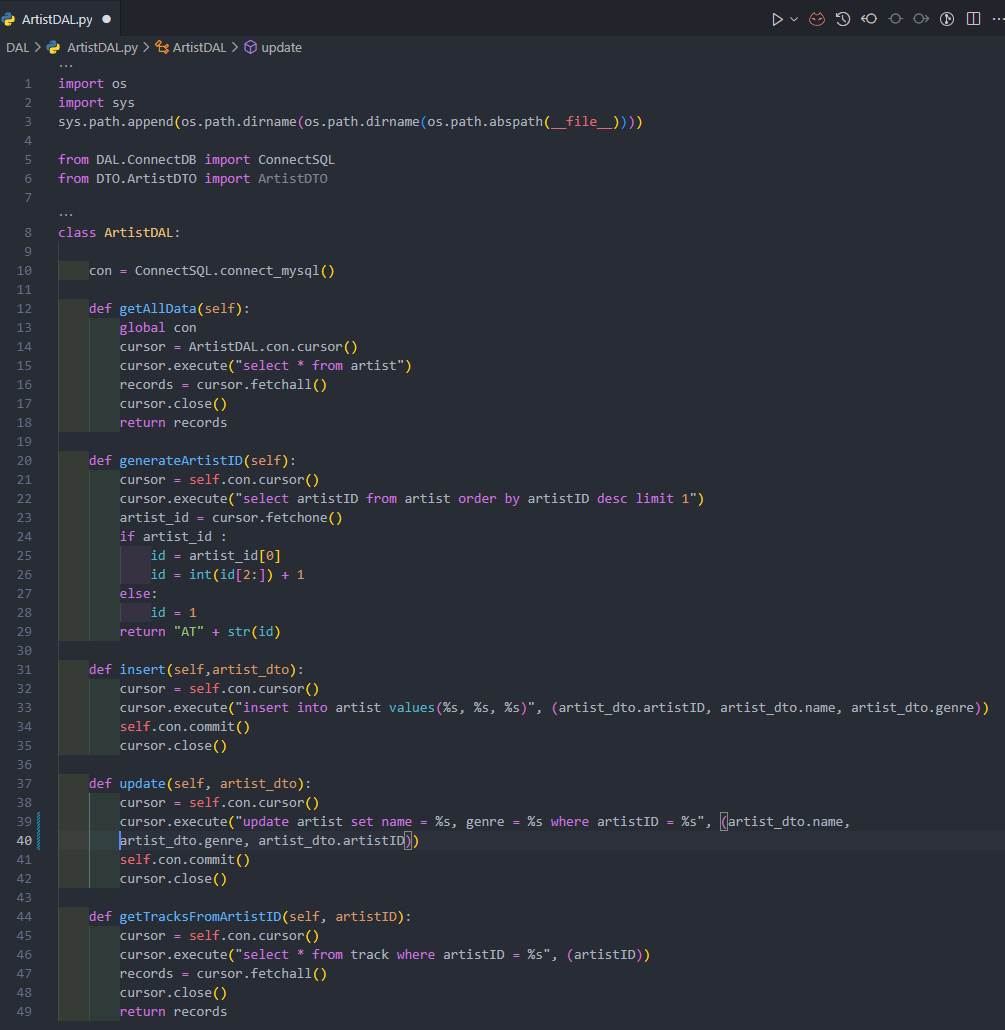 ArtistDAL.py ●
DAL > ArtistDAL.py > ArtistDAL > update
...
1 import os
2 import sys
3 sys.path.append(os.path.dirname(os.path.dirname(os.path.abspath(__file__))))
4
5 from DAL.ConnectDB import ConnectSQL
6 from DTO.ArtistDTO import ArtistDTO
7
...
8 class ArtistDAL:
9
10     con = ConnectSQL.connect_mysql()
11
12     def getAllData(self):
13         global con
14         cursor = ArtistDAL.con.cursor()
15         cursor.execute("select * from artist")
16         records = cursor.fetchall()
17         cursor.close()
18         return records
19
20     def generateArtistID(self):
21         cursor = self.con.cursor()
22         cursor.execute("select artistID from artist order by artistID desc limit 1")
23         artist_id = cursor.fetchone()
24         if artist_id :
25             id = artist_id[0]
26             id = int(id[2:]) + 1
27         else:
28             id = 1
29         return "AT" + str(id)
30
31     def insert(self,artist_dto):
32         cursor = self.con.cursor()
33         cursor.execute("insert into artist values(%s, %s, %s)", (artist_dto.artistID, artist_dto.name, artist_dto.genre))
34         self.con.commit()
35         cursor.close()
36
37     def update(self, artist_dto):
38         cursor = self.con.cursor()
39         cursor.execute("update artist set name = %s, genre = %s where artistID = %s", (artist_dto.name,
40         artist_dto.genre, artist_dto.artistID))
41         self.con.commit()
42         cursor.close()
43
44     def getTracksFromArtistID(self, artistID):
45         cursor = self.con.cursor()
46         cursor.execute("select * from track where artistID = %s", (artistID))
47         records = cursor.fetchall()
48         cursor.close()
49         return records